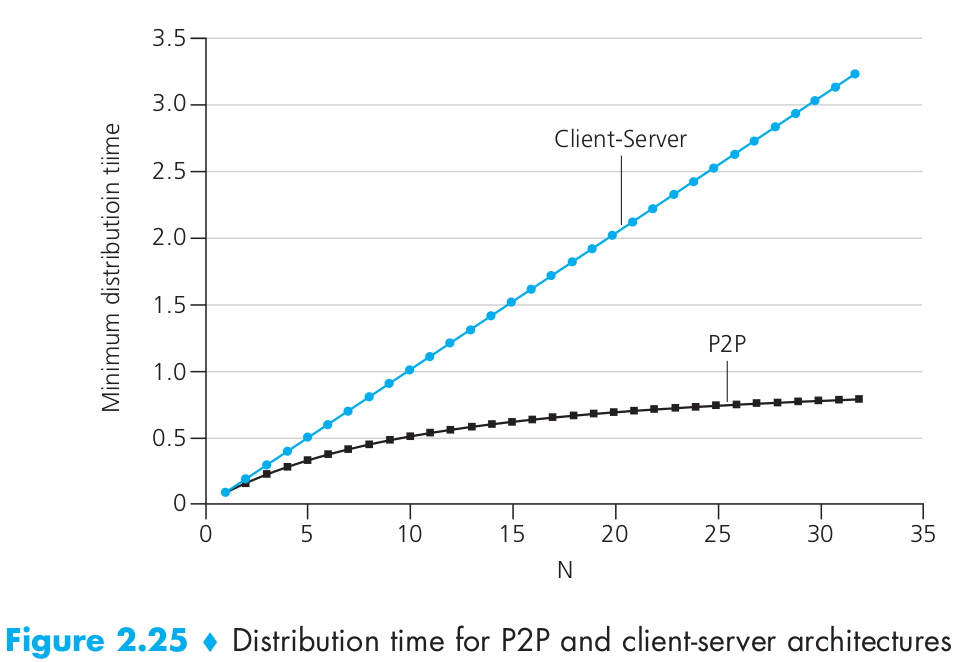 3.5
3.0
2.5
2.0
1.5
1.0
0.5
0
Minimum distributioin tiime
Client-Server
P2P
0 5 10 15 20 25 30 35
N
Figure 2.25 ♦ Distribution time for P2P and client-server architectures